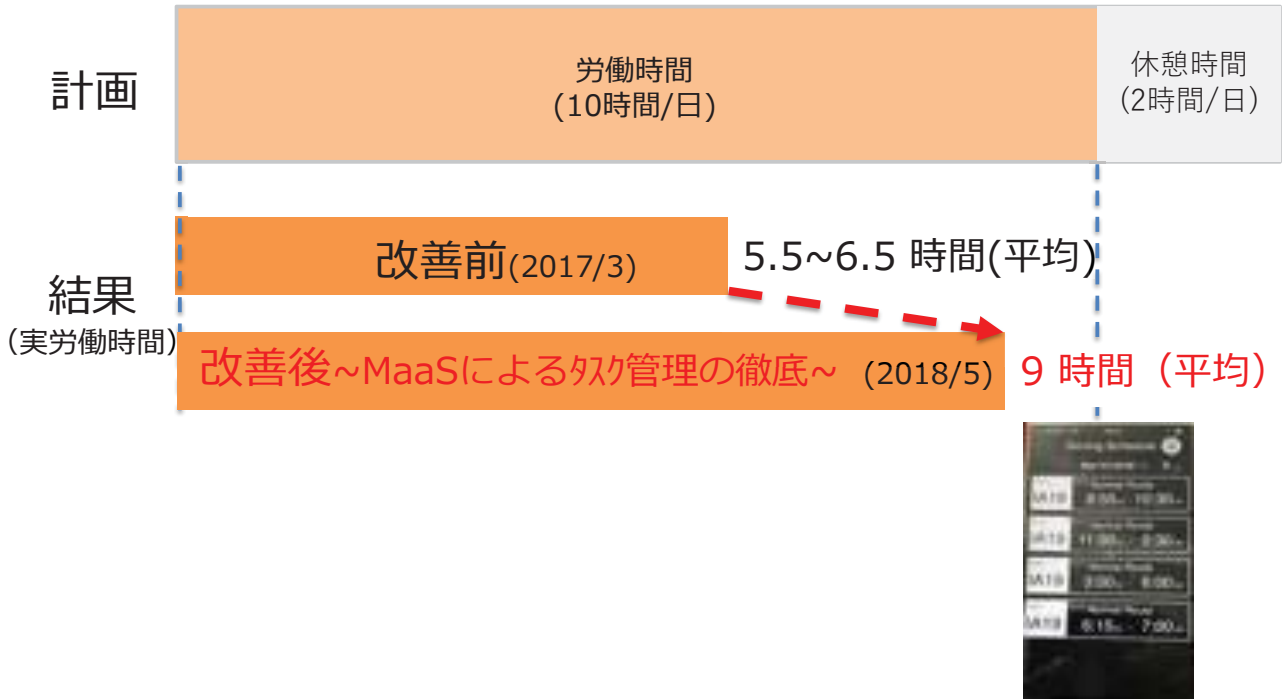 計画
労働時間
(10時間/日)
休憩時間
(2時間/日)
結果
(実労働時間)
改善前(2017/3)
5.5~6.5 時間(平均)
改善後~MaaSによるﾀｽｸ管理の徹底~ (2018/5)
9 時間（平均）